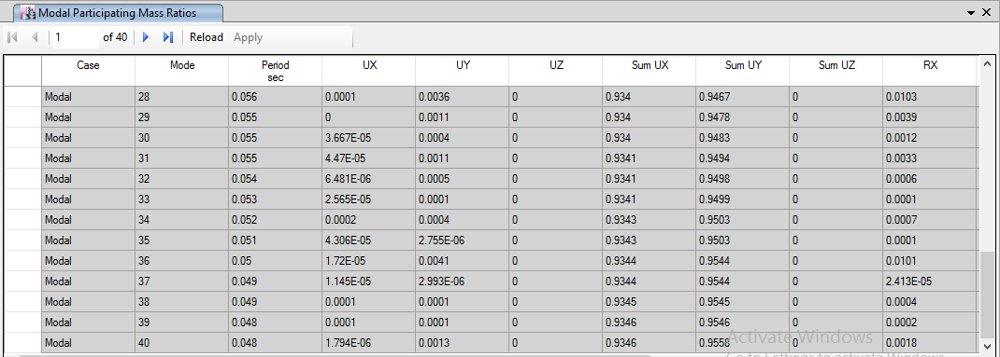 Modal Participating Mass Ratios
1 of 40 Reload Apply
Case Mode Period sec UX UY UZ Sum UX Sum UY Sum UZ RX
Modal 28 0.056 0.0001 0.0036 0 0.934 0.9467 0 0.0103
Modal 29 0.055 0 0.0011 0 0.934 0.9478 0 0.0039
Modal 30 0.055 3.667E-05 0.0004 0 0.934 0.9483 0 0.0012
Modal 31 0.055 4.47E-05 0.0011 0 0.9341 0.9494 0 0.0033
Modal 32 0.054 6.481E-06 0.0005 0 0.9341 0.9498 0 0.0006
Modal 33 0.053 2.565E-05 0.0001 0 0.9341 0.9499 0 0.0001
Modal 34 0.052 0.0002 0.0004 0 0.9343 0.9503 0 0.0007
Modal 35 0.051 4.306E-05 2.755E-06 0 0.9343 0.9503 0 0.0001
Modal 36 0.05 1.72E-05 0.0041 0 0.9344 0.9544 0 0.0101
Modal 37 0.049 1.145E-05 2.993E-06 0 0.9344 0.9544 0 2.413E-05
Modal 38 0.049 0.0001 0.0001 0 0.9345 0.9545 0 0.0004
Modal 39 0.048 0.0001 0.0001 0 0.9346 0.9546 0 0.0002
Modal 40 0.048 1.794E-06 0.0013 0 0.9346 0.9558 0 0.0018
Activate Windows
Go to Settings to activate Windows